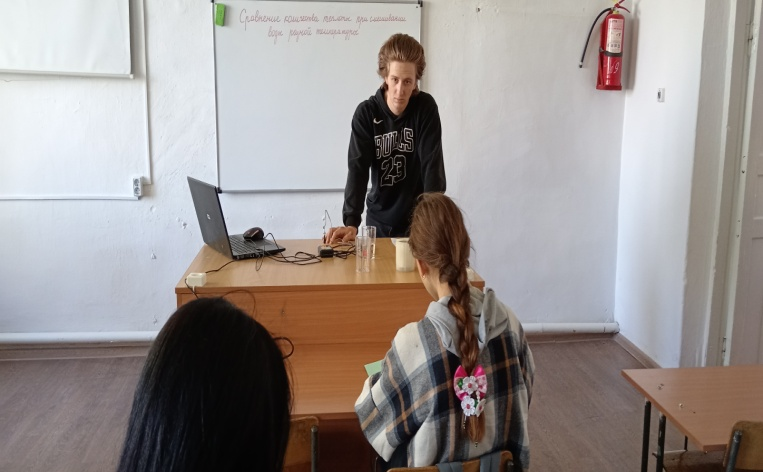 Сравнение количества теплоты при смешивании
воды разной температуры
BULLS
23